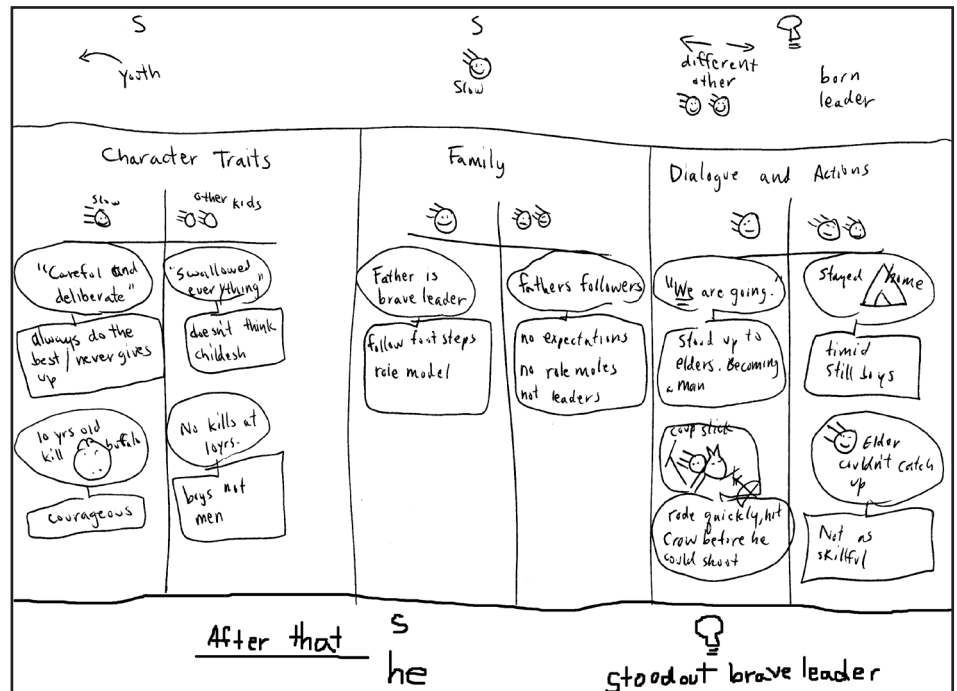 S
youth
S
slow
different
other
born
leader
Character Traits
slow
other kids
"Careful and
deliberate"
always do the
best/never gives
up
10 yrs old
kill
buffalo
courageous
"Swallowed
everything"
doesn't think
childesh
No kills at
10yrs.
boys not
men
Family
Father is
brave leader
follow foot steps
role model
fathers followers
no expectations
no role moles
not leaders
Dialogue and Actions
"We are going."
Stood up to
elders. Becoming
a man
coup stick
rode quickly, hit
Crow before he
could shoot
Stayed home
timid
still boys
Elder
couldn't catch
up
Not as
skillful
After that
S
he
stoodout brave leader